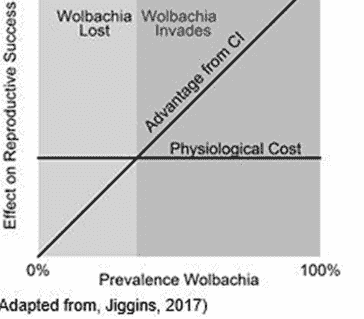 Wolbachia Wolbachia
Lost Invades
Effect on Reproductive Success
Advantage from CI
Physiological Cost
0% 100%
Prevalence Wolbachia
Adapted from, Jiggins, 2017)